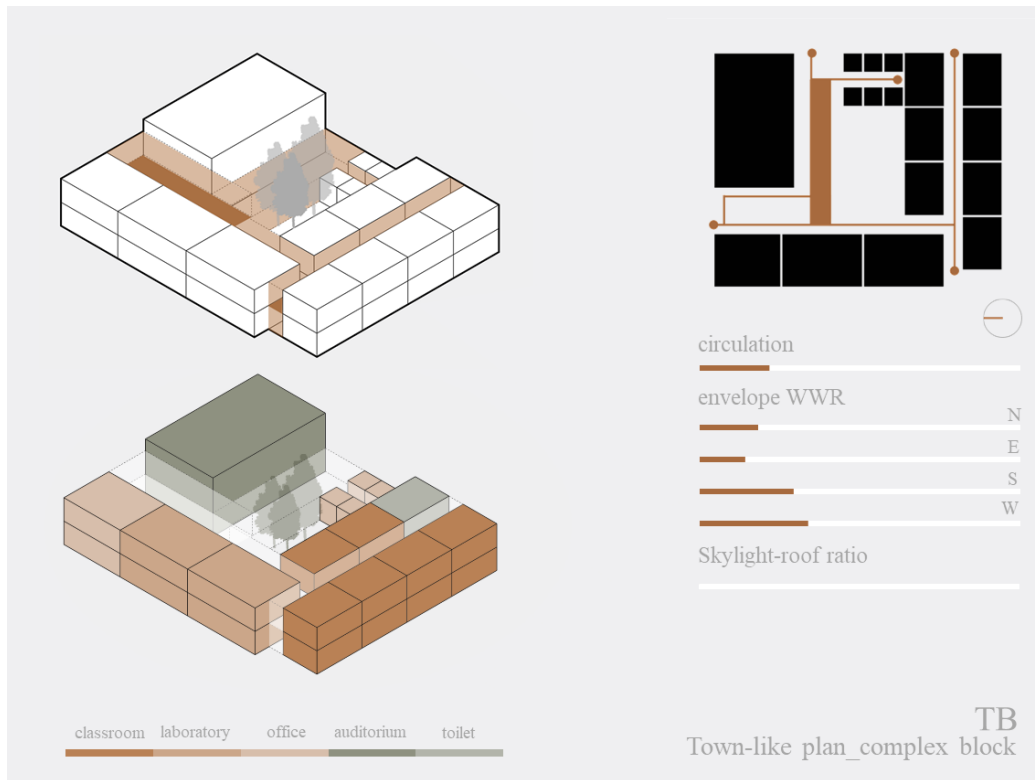 circulation
envelope WWR
N
E
S
W
Skylight-roof ratio
classroom laboratory office auditorium toilet
TB
Town-like plan_complex block